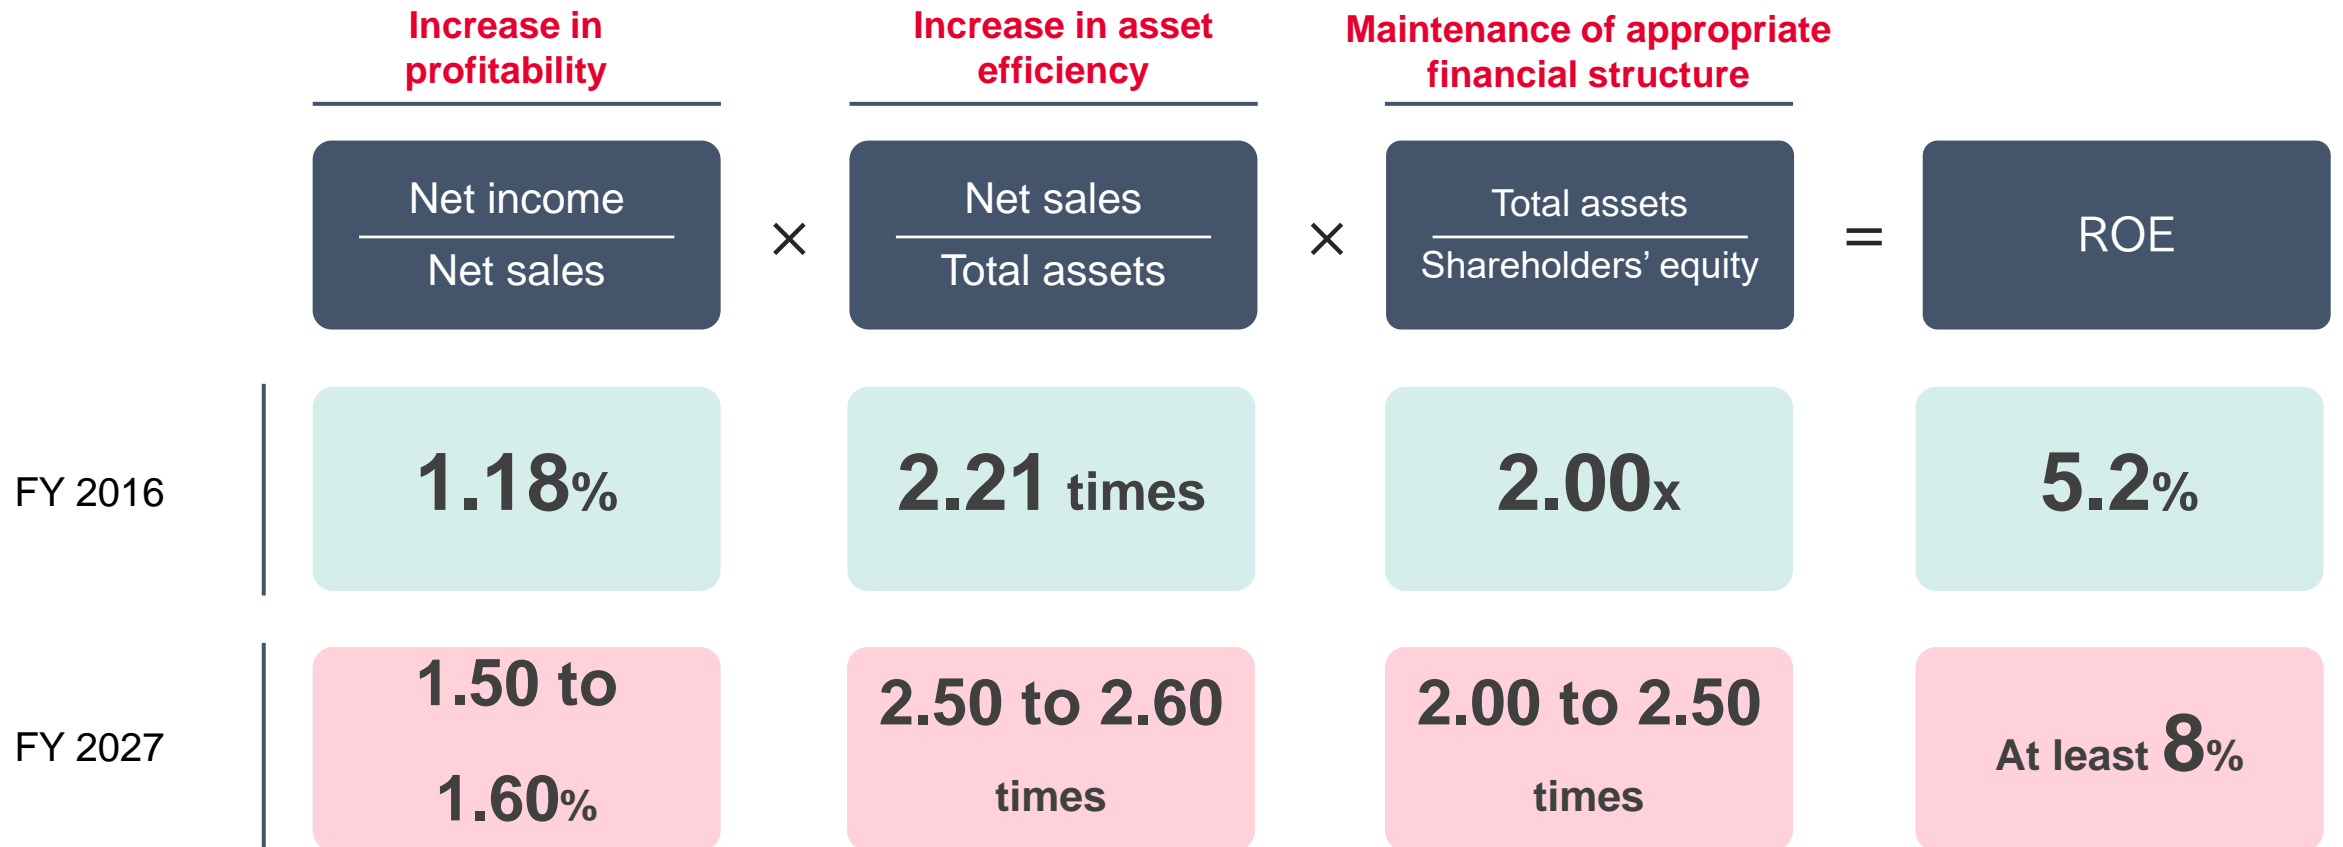 Increase in
profitability
Increase in asset
efficiency
Maintenance of appropriate
financial structure
Net income
Net sales
×
Net sales
Total assets
×
Total assets
Shareholders’ equity
=
ROE
FY 2016
1.18%
2.21 times
2.00x
5.2%
FY 2027
1.50 to
1.60%
2.50 to 2.60
times
2.00 to 2.50
times
At least 8%